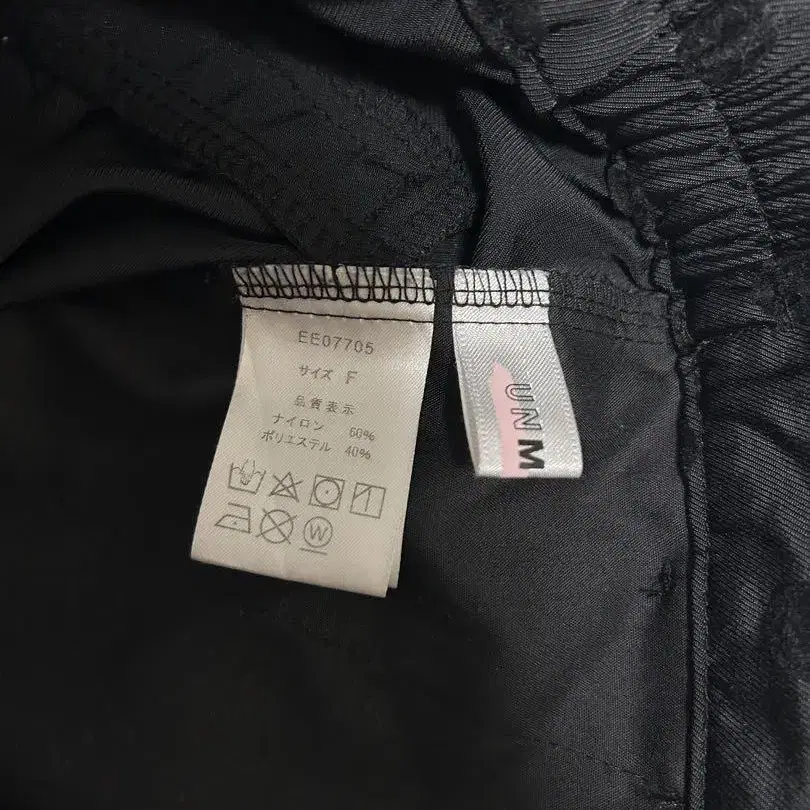 EE07705
サイズ F
品質表示
ナイロン 60%
ポリエステル 40%
W
UNM